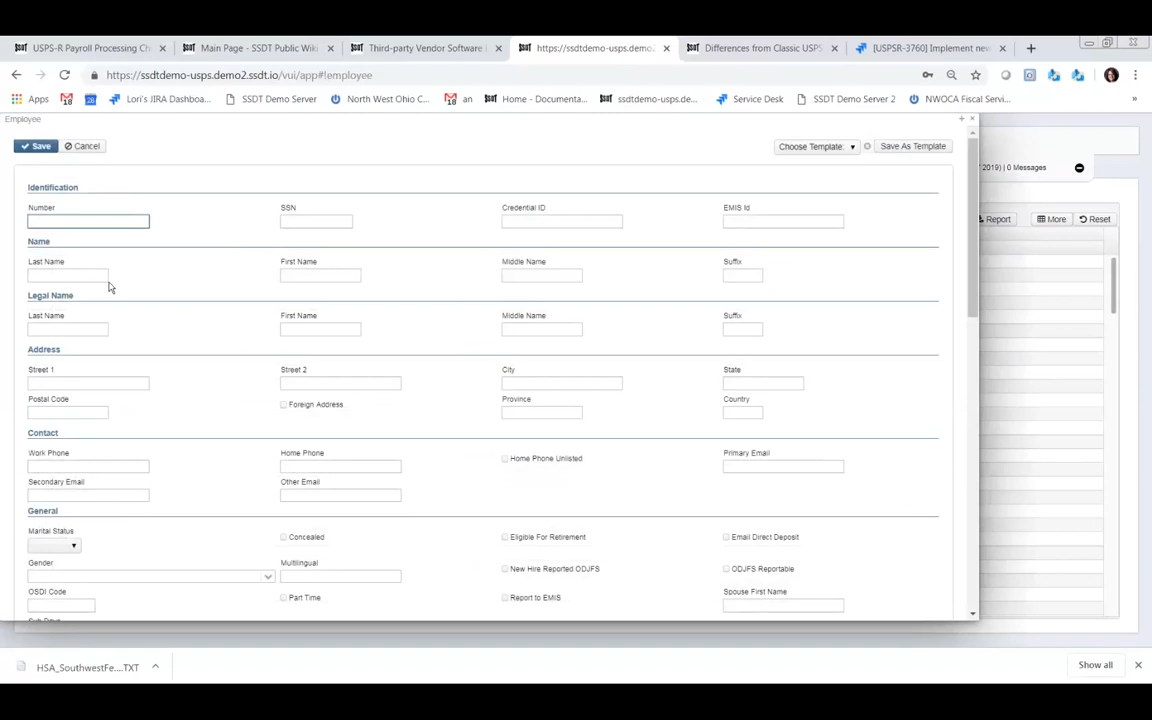 USPS-R Payroll Processing Ch
Main Page - SSDT Public Wiki
Third-party Vendor Software L
https://ssdtdemo-usps.demo2.
Differences from Classic USPS
[USPSR-3760] Implement new
https://ssdtdemo-usps.demo2.ssdt.io/vui/app#!employee
Apps
18
Lori's JIRA Dashboa...
SSDT Demo Server
North West Ohio C...
18
an
Home - Documenta...
ssdtdemo-usps.de...
Service Desk
SSDT Demo Server 2
NWOCA Fiscal Servi...
Employee
Save
Cancel
Choose Template:
Save As Template
2019) | 0 Messages
Identification
Number
SSN
Credential ID
EMIS Id
Report
More
Reset
Name
Last Name
First Name
Middle Name
Suffix
Legal Name
Last Name
First Name
Middle Name
Suffix
Address
Street 1
Street 2
City
State
Postal Code
Foreign Address
Province
Country
Contact
Work Phone
Home Phone
Home Phone Unlisted
Primary Email
Secondary Email
Other Email
General
Marital Status
Concealed
Eligible For Retirement
Email Direct Deposit
Gender
Multilingual
New Hire Reported ODJFS
ODJFS Reportable
OSDI Code
Part Time
Report to EMIS
Spouse First Name
Sub Days
HSA_SouthwestFe....TXT
Show all